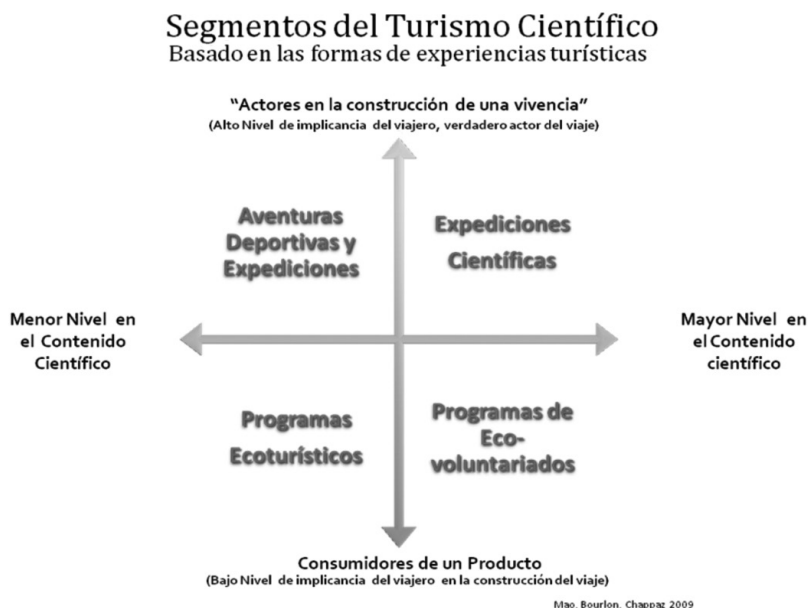 Segmentos del Turismo Científico
Basado en las formas de experiencias turísticas
"Actores en la construcción de una vivencia"
(Alto Nivel de implicancia del viajero, verdadero actor del viaje)
Aventuras
Deportivas y
Expediciones
Expediciones
Científicas
Menor Nivel en
el Contenido
Científico
Mayor Nivel en
el Contenido
científico
Programas
Ecoturísticos
Programas de
Eco-
voluntariados
Consumidores de un Producto
(Bajo Nivel de implicancia del viajero en la construcción del viaje)
Mao, Bourlon, Chappaz 2009